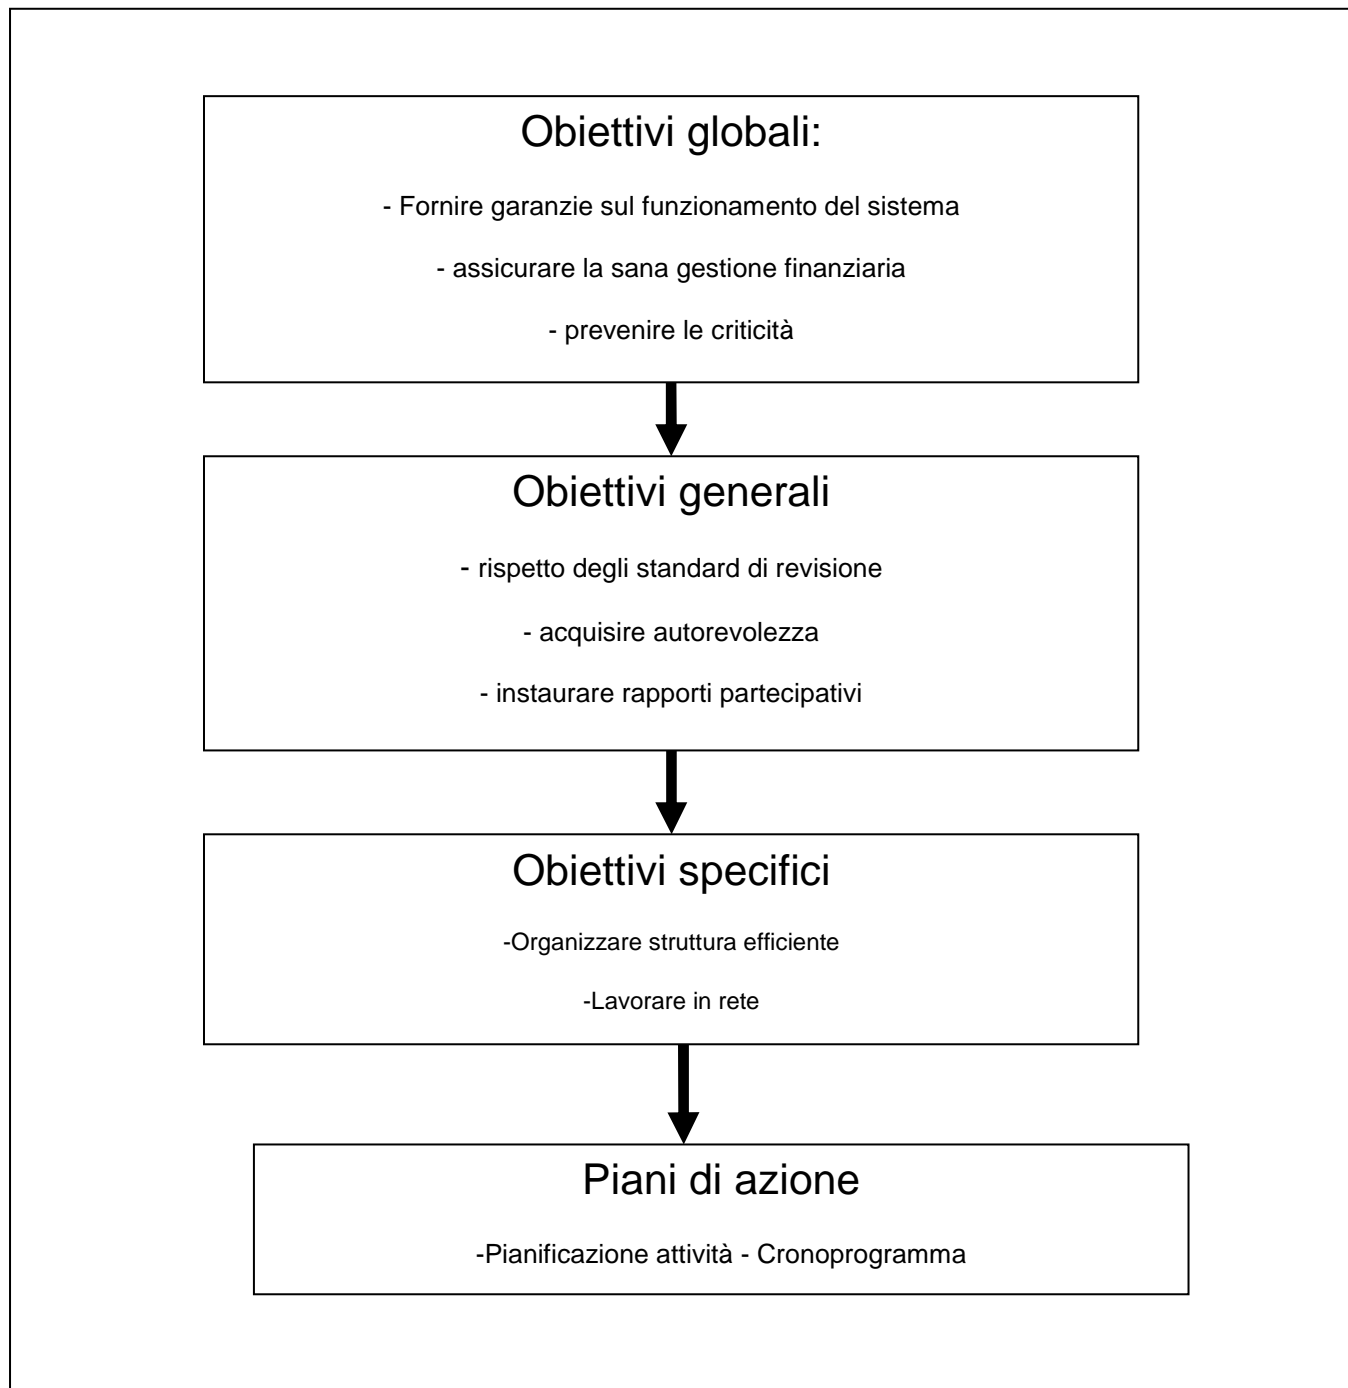 Obiettivi globali:
- Fornire garanzie sul funzionamento del sistema
- assicurare la sana gestione finanziaria
- prevenire le criticità
Obiettivi generali
- rispetto degli standard di revisione
- acquisire autorevolezza
- instaurare rapporti partecipativi
Obiettivi specifici
-Organizzare struttura efficiente
-Lavorare in rete
Piani di azione
-Pianificazione attività - Cronoprogramma